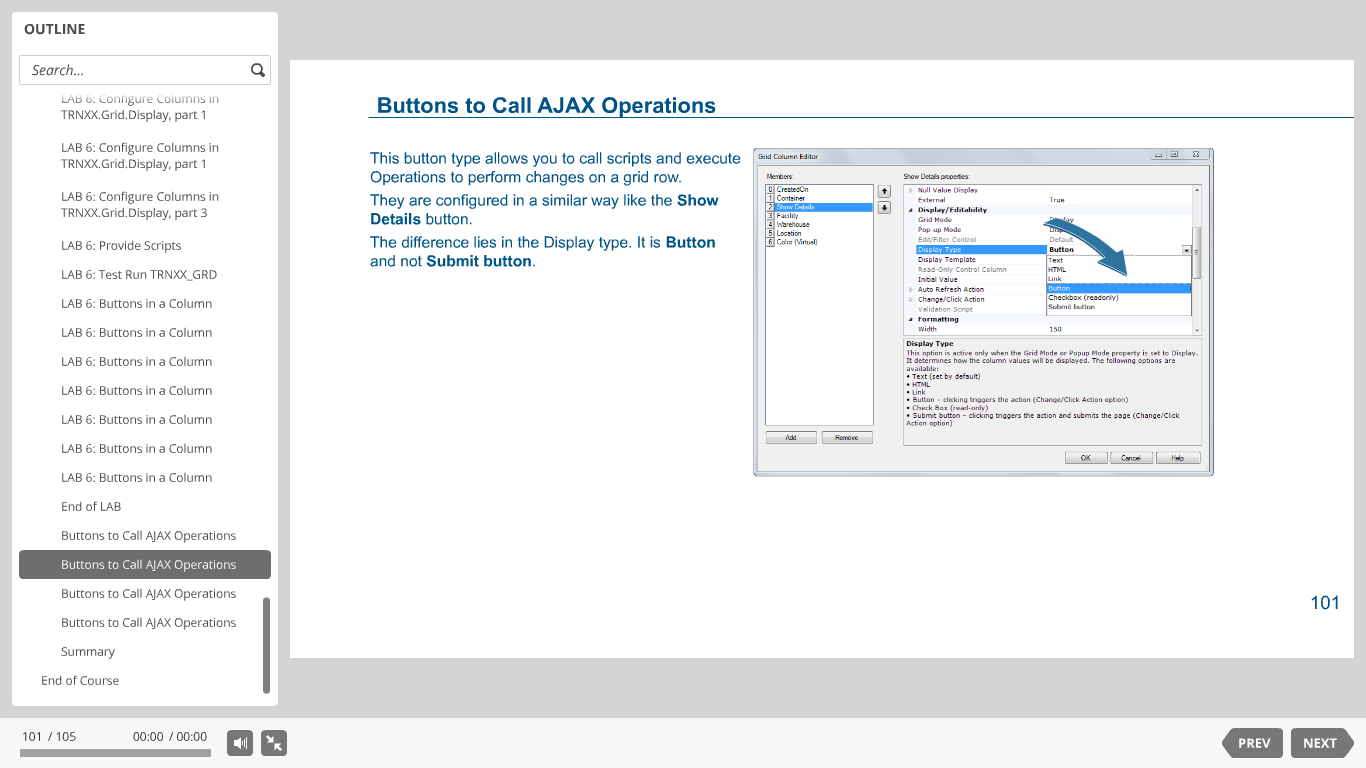 OUTLINE
Search...
LAB 6: Configure Columns in
TRNXX.Grid.Display, part 1
LAB 6: Configure Columns in
TRNXX.Grid.Display, part 1
LAB 6: Configure Columns in
TRNXX.Grid.Display, part 3
LAB 6: Provide Scripts
LAB 6: Test Run TRNXX_GRD
LAB 6: Buttons in a Column
LAB 6: Buttons in a Column
LAB 6: Buttons in a Column
LAB 6: Buttons in a Column
LAB 6: Buttons in a Column
LAB 6: Buttons in a Column
LAB 6: Buttons in a Column
End of LAB
Buttons to Call AJAX Operations
Buttons to Call AJAX Operations
Buttons to Call AJAX Operations
Buttons to Call AJAX Operations
Summary
End of Course
Buttons to Call AJAX Operations
This button type allows you to call scripts and execute
Operations to perform changes on a grid row.
They are configured in a similar way like the Show
Details button.
The difference lies in the Display type. It is Button
and not Submit button.
Grid Column Editor
Members:
0 CreatedOn
1 Container
2 Show Details
3 Facility
4 Warehouse
5 Location
6 Color (Virtual)
Add Remove
Show Details properties:
Null Value Display
External True
Display/Editability
Grid Mode Display
Pop-up Mode
Edit/Filter Control Default
Display Type Button
Display Template
Read-Only Control Column
Initial Value
Auto Refresh Action
Change/Click Action
Validation Script
Text
HTML
Link
Button
Checkbox (readonly)
Submit button
Formatting
Width 150
Display Type
This option is active only when the Grid Mode or Popup Mode property is set to Display.
It determines how the column values will be displayed. The following options are
available:
• Text (set by default)
• HTML
• Link
• Button – clicking triggers the action (Change/Click Action option)
• Check Box (read-only)
• Submit button – clicking triggers the action and submits the page (Change/Click
Action option)
OK Cancel Help
101
101 / 105 00:00 / 00:00
PREV NEXT